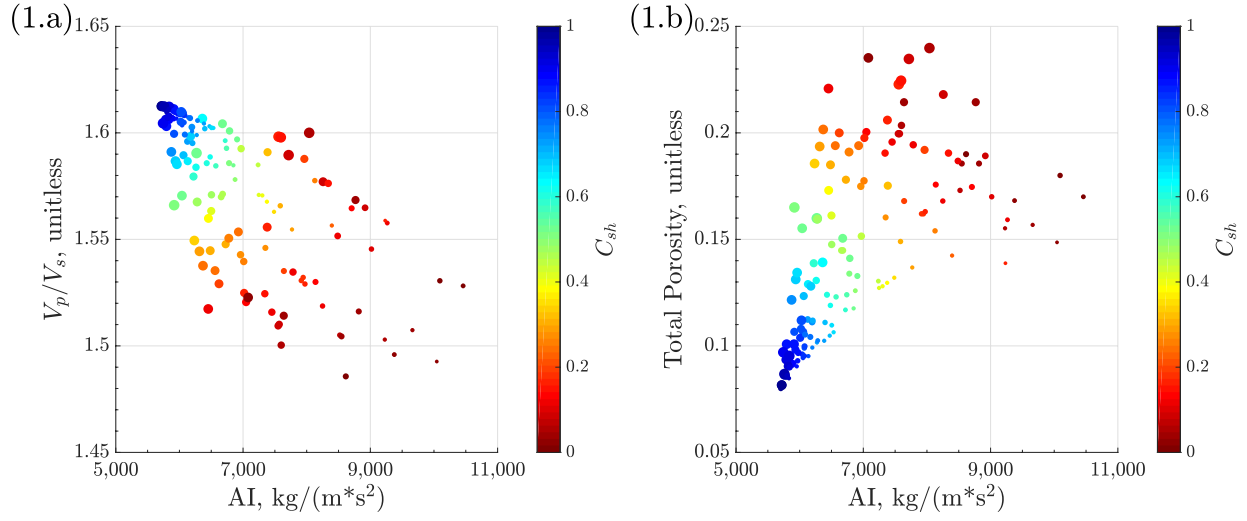 (1.a)
1.65
1.6
1.55
1.5
1.45
V_p/V_s, unitless
5,000 7,000 9,000 11,000
AI, kg/(m*s²)
1
0.8
0.6
0.4
0.2
0
C_sh
(1.b)
0.25
0.2
0.15
0.1
0.05
Total Porosity, unitless
5,000 7,000 9,000 11,000
AI, kg/(m*s²)
1
0.8
0.6
0.4
0.2
0
C_sh